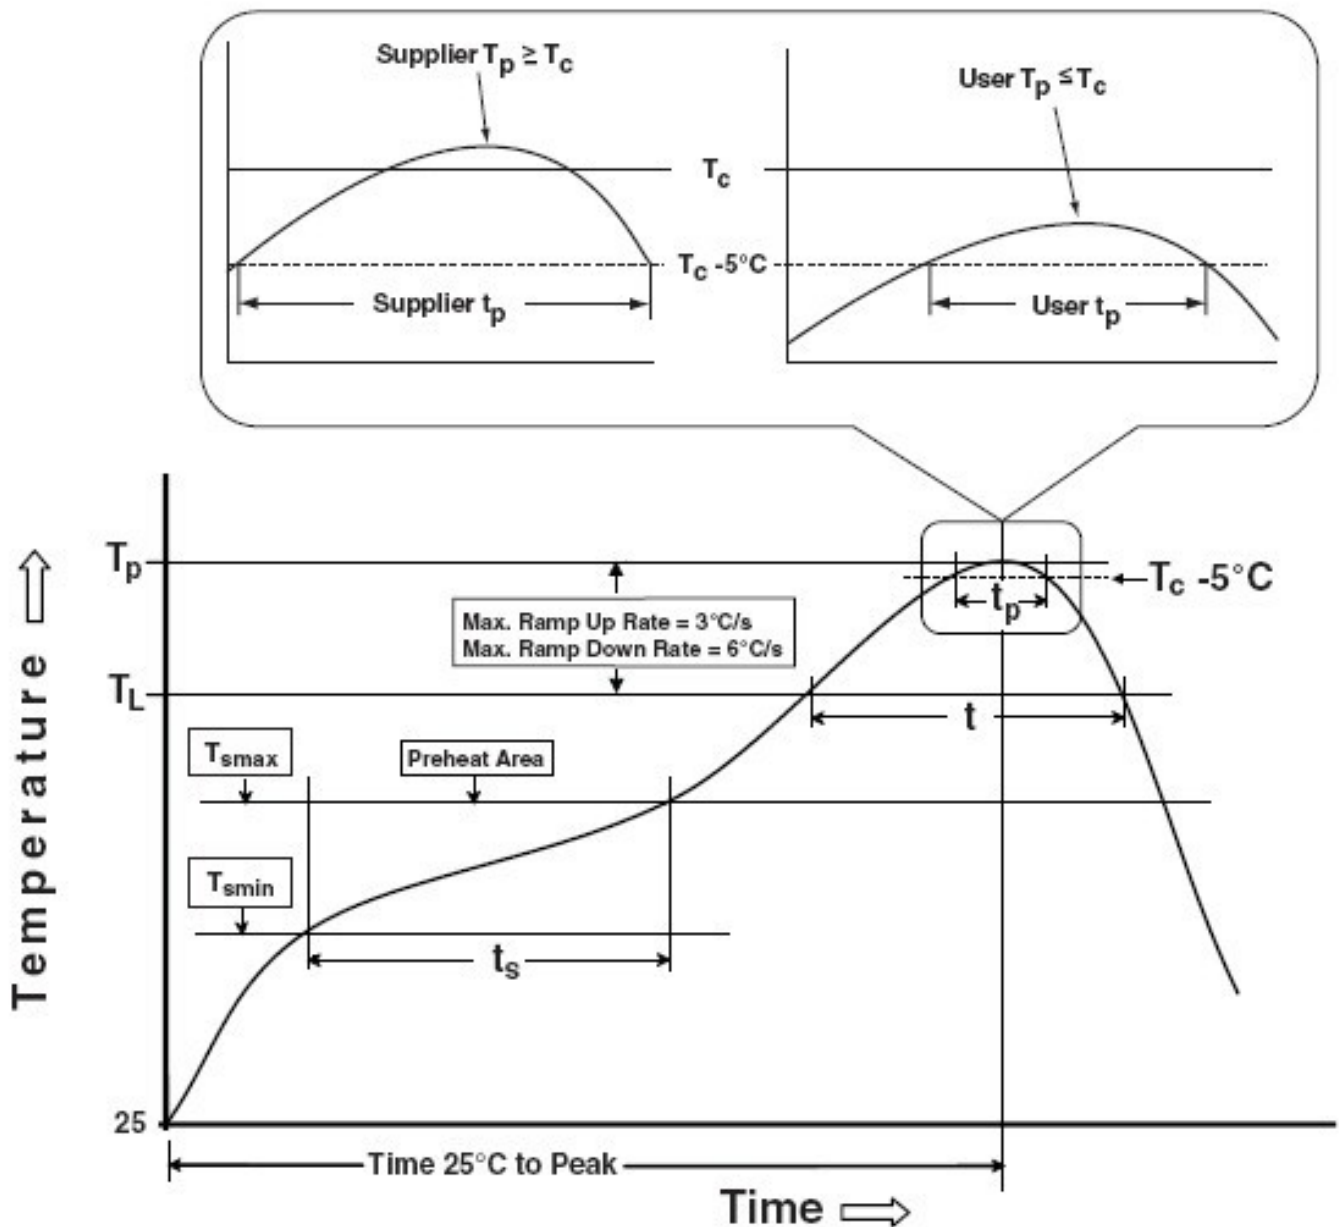 Supplier Tp ≥ Tc
User Tp ≤ Tc
Tc
Tc -5°C
Supplier tp
User tp
Tp
Tc -5°C
tp
Max. Ramp Up Rate = 3°C/s
Max. Ramp Down Rate = 6°C/s
TL
t
Tsmax
Preheat Area
Tsmin
ts
Temperature
25
Time 25°C to Peak
Time